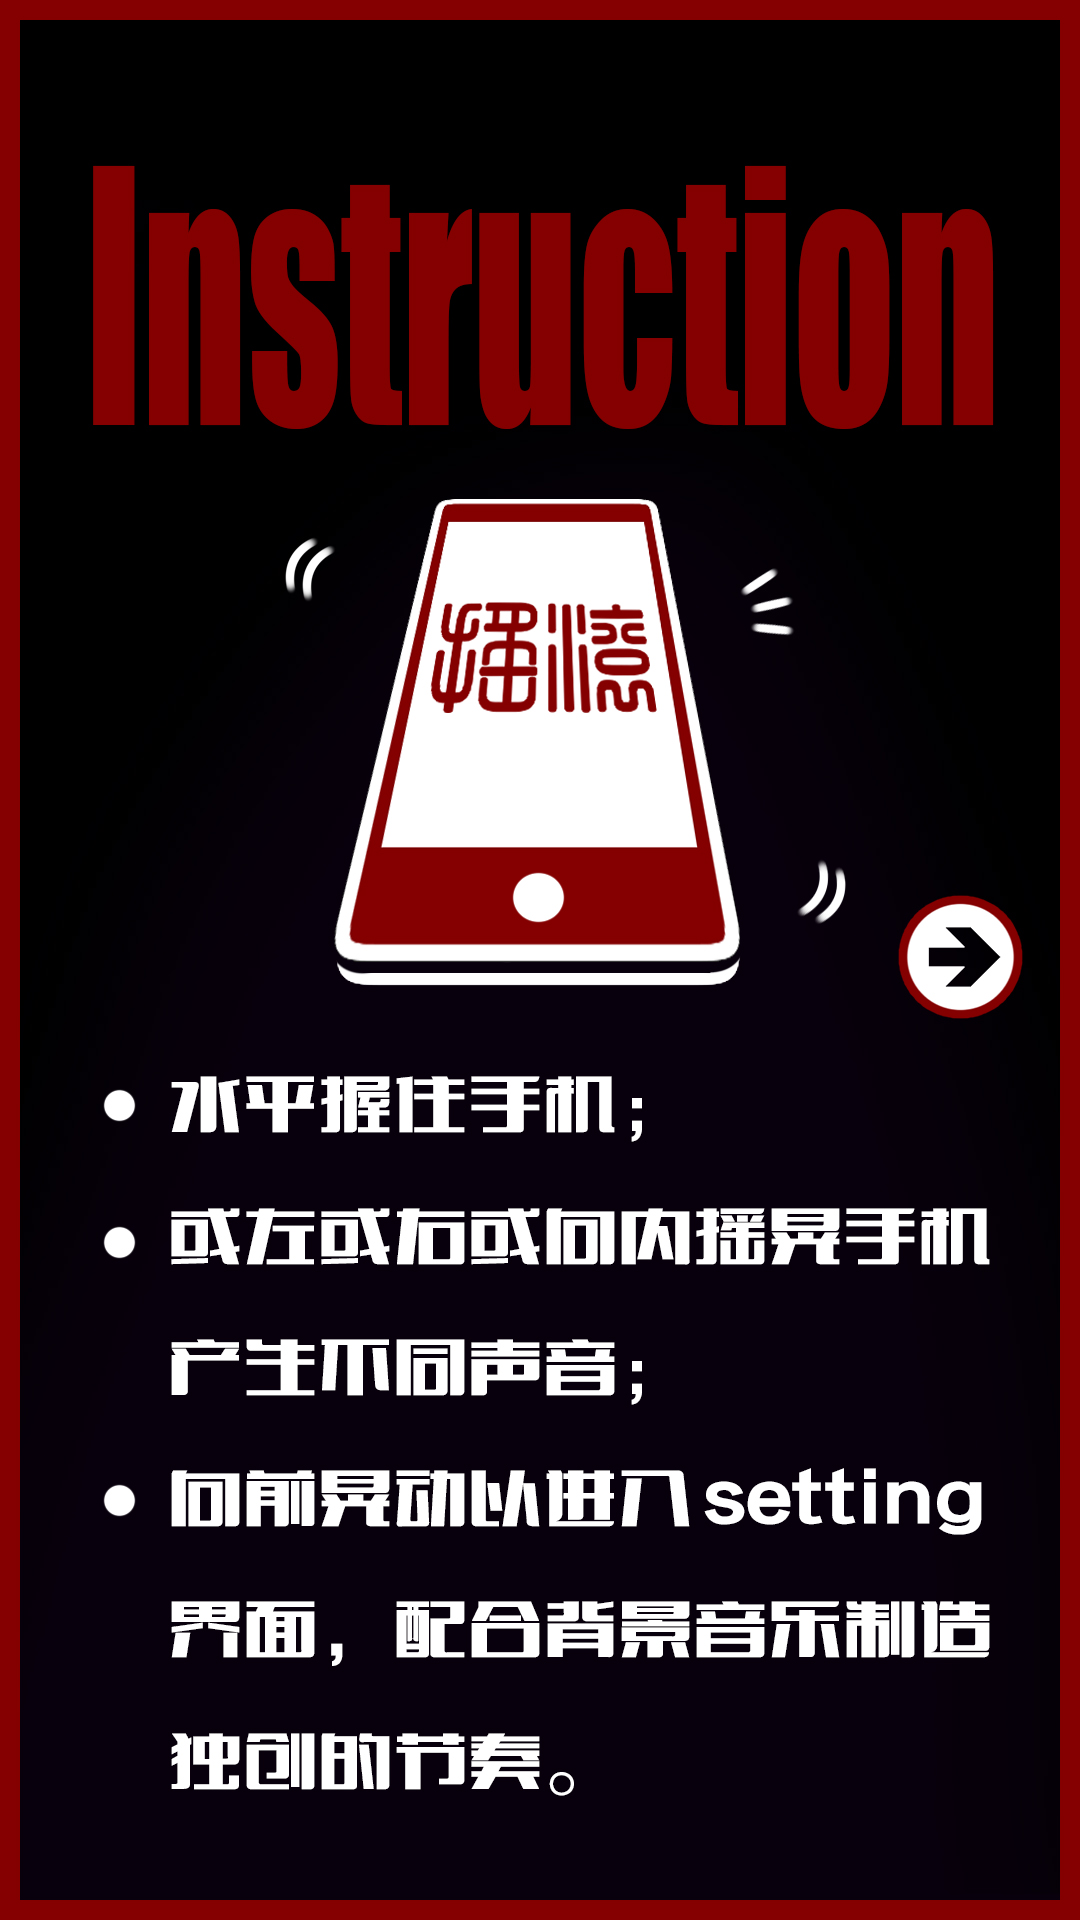 Instruction
摇滚
水平握住手机；
或左或右或向内摇晃手机
产生不同声音；
向前晃动以进入setting
界面，配合背景音乐制造
独创的节奏。